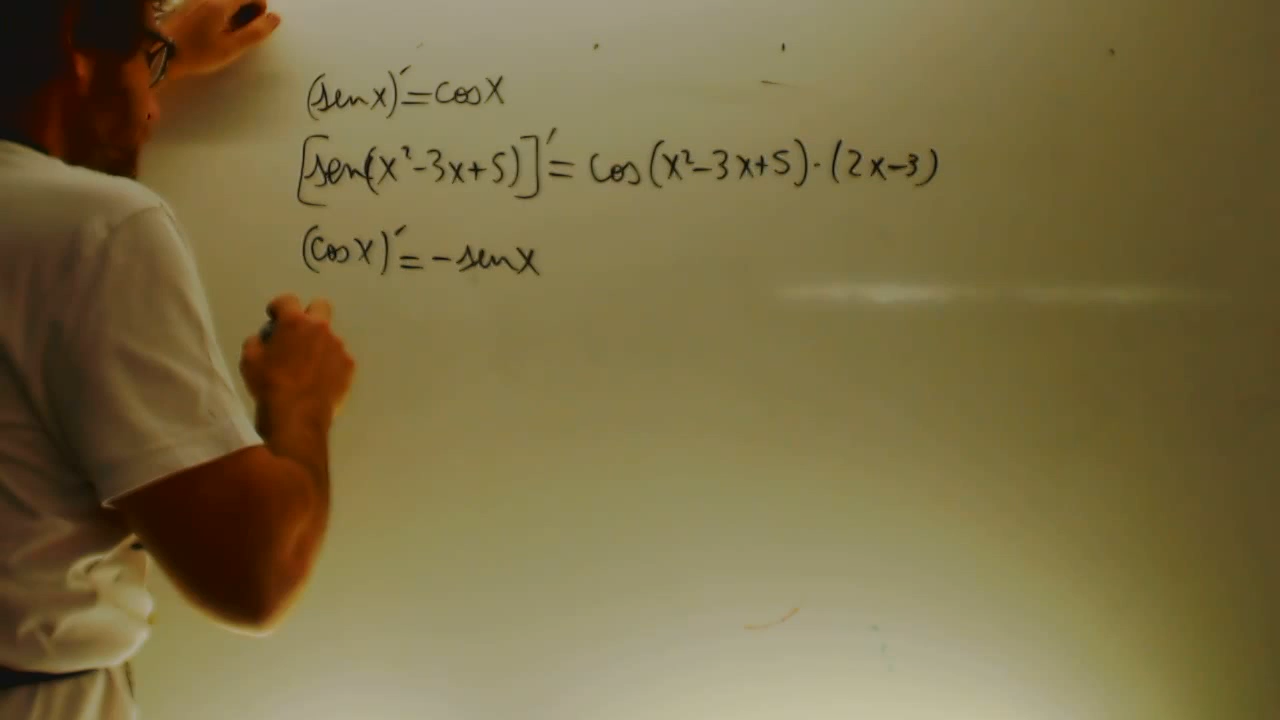 (sen x)´= cos x
[sen(x²-3x+5)]´= cos(x²-3x+5)·(2x-3)
(cos x)´= -sen x